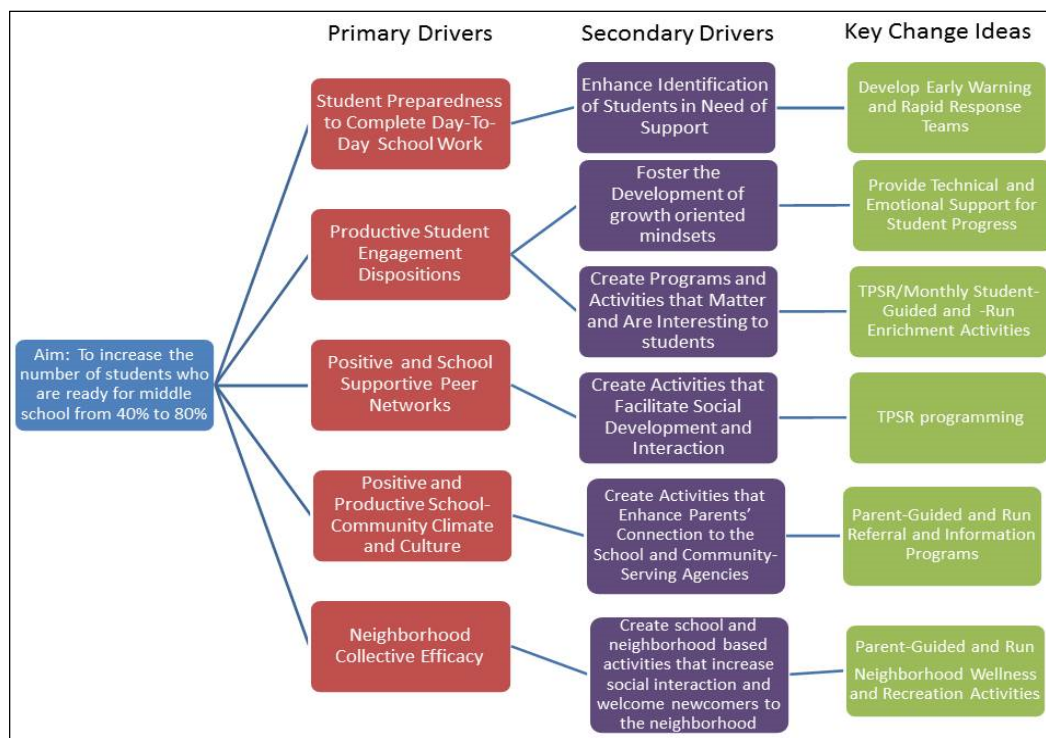 Primary Drivers
Secondary Drivers
Key Change Ideas
Student Preparedness
to Complete Day-To-
Day School Work
Enhance Identification
of Students in Need of
Support
Develop Early Warning
and Rapid Response
Teams
Productive Student
Engagement
Dispositions
Foster the
Development of
growth oriented
mindsets
Provide Technical and
Emotional Support for
Student Progress
Create Programs and
Activities that Matter
and Are Interesting to
students
TPSR/Monthly Student-
Guided and -Run
Enrichment Activities
Aim: To increase the
number of students who
are ready for middle
school from 40% to 80%
Positive and School
Supportive Peer
Networks
Create Activities that
Facilitate Social
Development and
Interaction
TPSR programming
Positive and
Productive School-
Community Climate
and Culture
Create Activities that
Enhance Parents’
Connection to the
School and Community-
Serving Agencies
Parent-Guided and Run
Referral and Information
Programs
Neighborhood
Collective Efficacy
Create school and
neighborhood based
activities that increase
social interaction and
welcome newcomers to
the neighborhood
Parent-Guided and Run
Neighborhood Wellness
and Recreation Activities